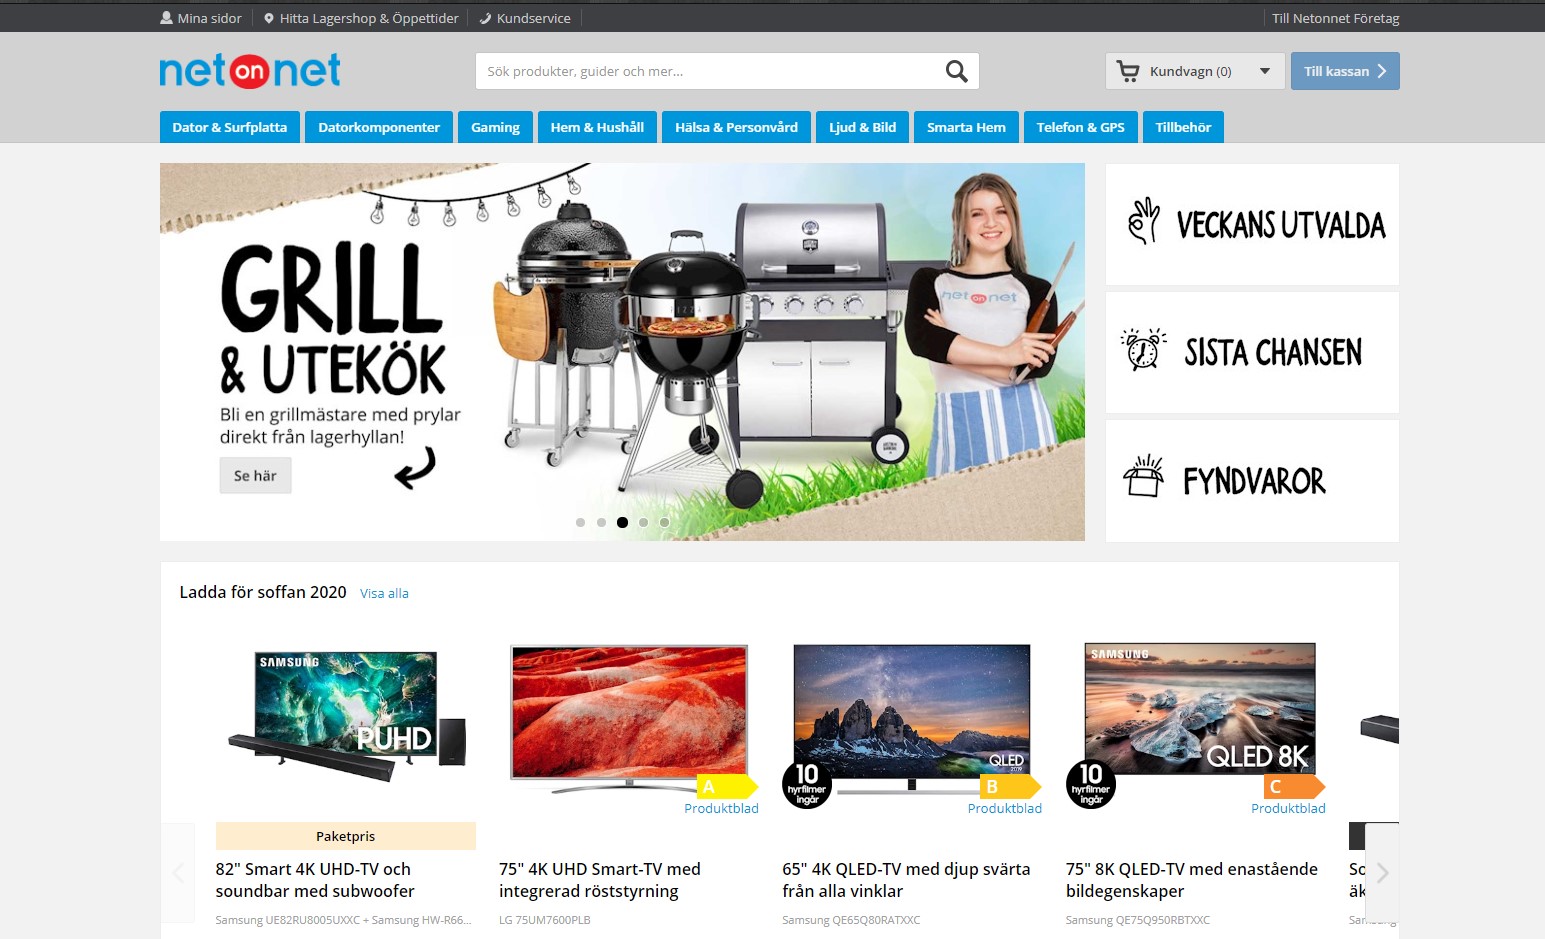 Mina sidor
Hitta Lagershop & Öppettider
Kundservice
Till Netonnet Företag
net on net
Sök produkter, guider och mer...
Kundvagn (0)
Till kassan
Dator & Surfplatta
Datorkomponenter
Gaming
Hem & Hushåll
Hälsa & Personvård
Ljud & Bild
Smarta Hem
Telefon & GPS
Tillbehör
GRILL
& UTEKÖK
Bli en grillmästare med prylar
direkt från lagerhyllan!
Se här
net on net
VECKANS UTVALDA
SISTA CHANSEN
FYNDVAROR
Ladda för soffan 2020 Visa alla
SAMSUNG
PUHD
Paketpris
82" Smart 4K UHD-TV och
soundbar med subwoofer
Samsung UE82RU8005UXXC + Samsung HW-R66...
A
Produktblad
75" 4K UHD Smart-TV med
integrerad röststyrning
LG 75UM7600PLB
QLED
2019
10
hyrfilmer
ingår
B
Produktblad
65" 4K QLED-TV med djup svärta
från alla vinklar
Samsung QE65Q80RATXXC
SAMSUNG
QLED 8K
10
hyrfilmer
ingår
C
Produktblad
75" 8K QLED-TV med enastående
bildegenskaper
Samsung QE75Q950RBTXXC